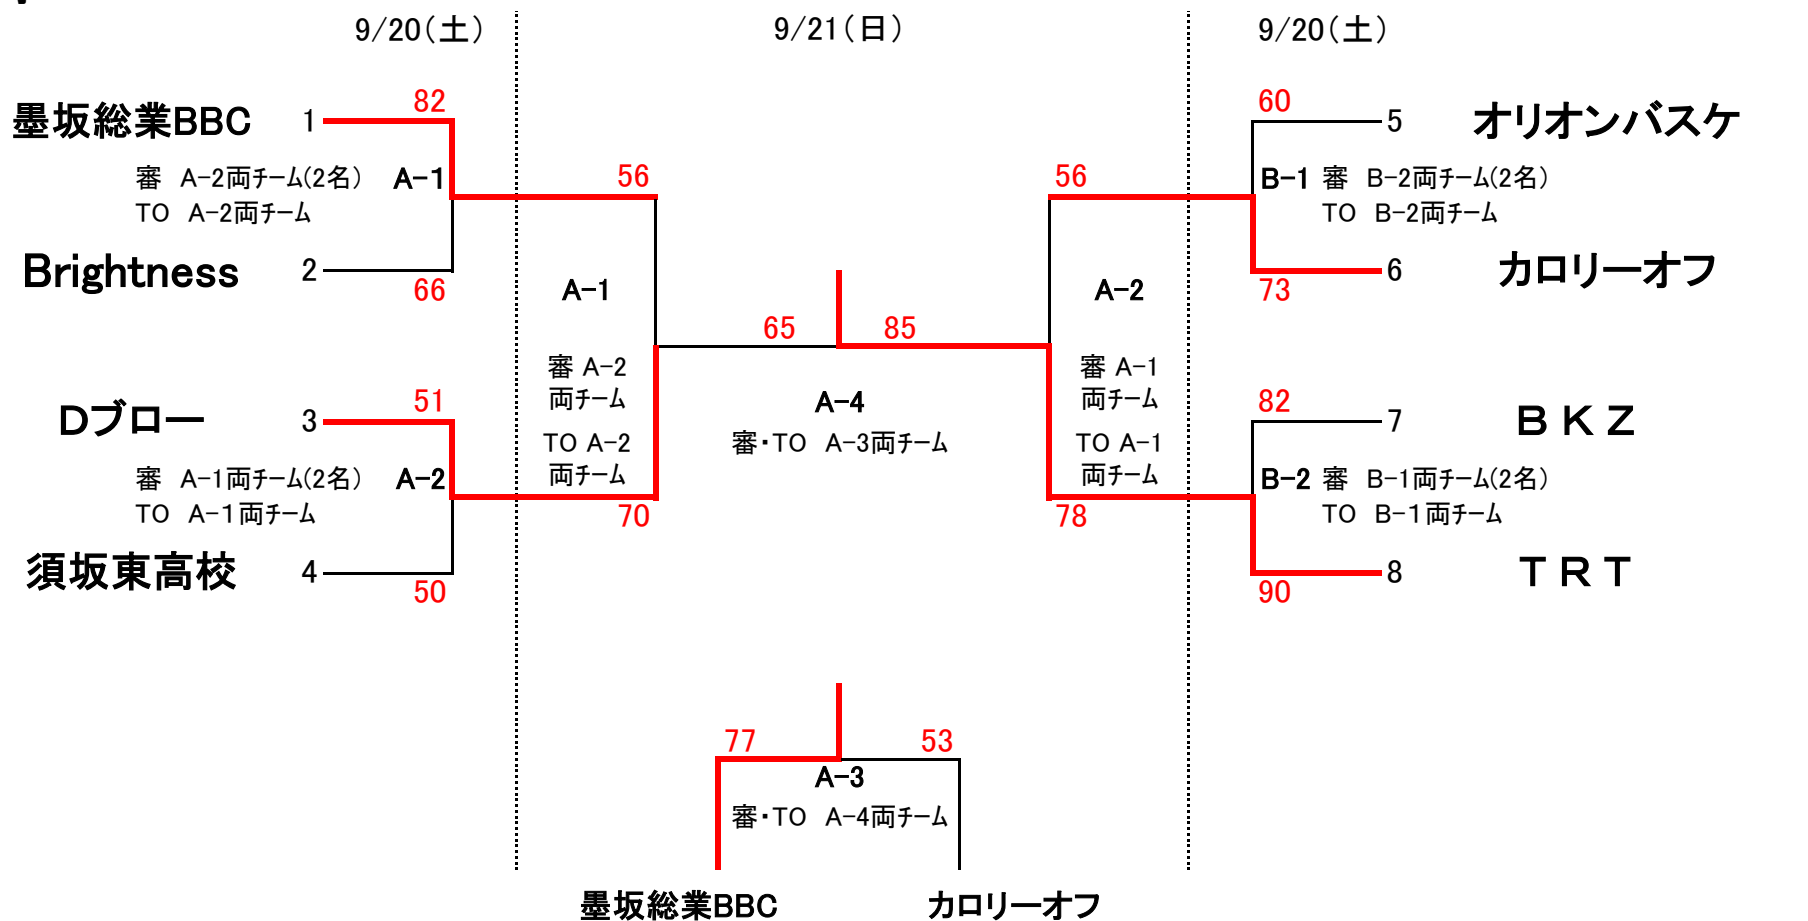 9/20(土)
9/21(日)
9/20(土)
82
60
墨坂総業BBC 1
5 オリオンバスケ
審 A-2両チーム(2名) A-1
56
56
B-1 審 B-2両チーム(2名)
TO A-2両チーム
TO B-2両チーム
Brightness 2
6 カロリーオフ
66
A-1
A-2
73
65
85
審 A-2
両チーム
審 A-1
両チーム
51
A-4
82
Dブロー 3
7 BKZ
TO A-2
両チーム
審・TO A-3両チーム
TO A-1
両チーム
審 A-1両チーム(2名) A-2
B-2 審 B-1両チーム(2名)
TO A-1両チーム
70
78
TO B-1両チーム
須坂東高校 4
8 TRT
50
90
77
53
A-3
審・TO A-4両チーム
墨坂総業BBC
カロリーオフ